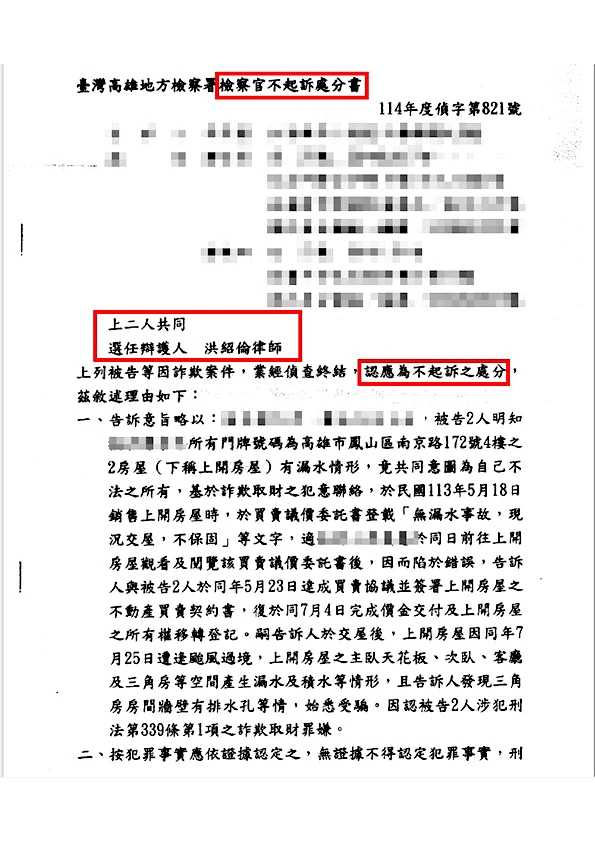 臺灣高雄地方檢察署檢察官不起訴處分書
114年度偵字第821號
上二人共同
選任辯護人 洪紹倫律師
上列被告等因詐欺案件,業經偵查終結,認應為不起訴之處分,
茲敘述理由如下:
一、告訴意旨略以:,被告2人明知
所有門牌號碼為高雄市鳳山區南京路172號4樓之
2房屋(下稱上開房屋)有漏水情形,竟共同意圖為自己不
法之所有,基於詐欺取財之犯意聯絡,於民國113年5月18日
銷售上開房屋時,於買賣議價委託書登載「無漏水事故,現
況交屋,不保固」等文字,適於同日前往上開
房屋觀看及閱覽該買賣議價委託書後,因而陷於錯誤,告訴
人與被告2人於同年5月23日達成買賣協議並簽署上開房屋之
不動產買賣契約書,復於同7月4日完成價金交付及上開房屋
之所有權移轉登記。嗣告訴人於交屋後,上開房屋因同年7
月25日遭逢颱風過境,上開房屋之主臥天花板、次臥、客廳
及三角房等空間產生漏水及積水等情形,且告訴人發現三角
房房間牆壁有排水孔等情,始悉受騙。因認被告2人涉犯刑
法第339條第1項之詐欺取財罪嫌。
二、按犯罪事實應依證據認定之,無證據不得認定犯罪事實,刑